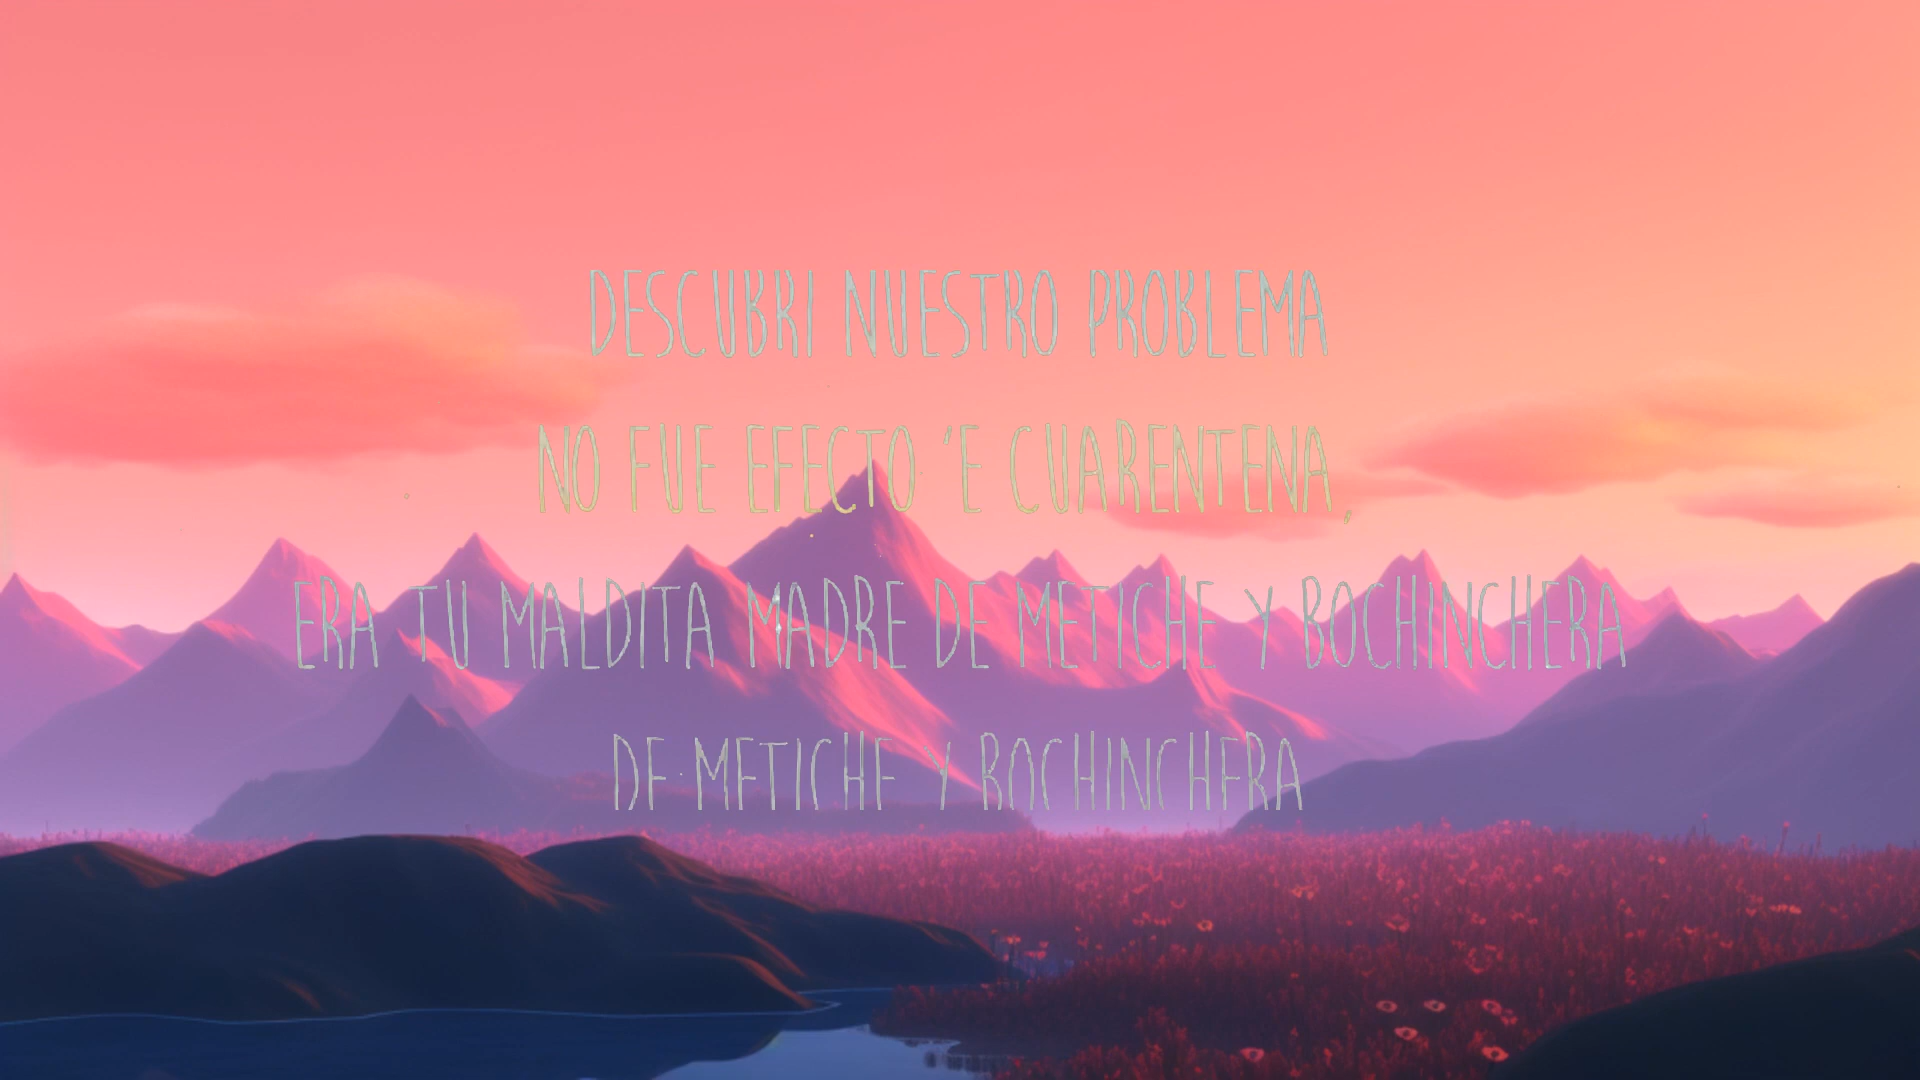 DESCUBRI NUESTRO PROBLEMA
NO FUE EFECTO 'E CUARENTENA,
ERA TU MALDITA MADRE DE METICHE Y BOCHINCHERA
DE METICHE Y BOCHINCHERA